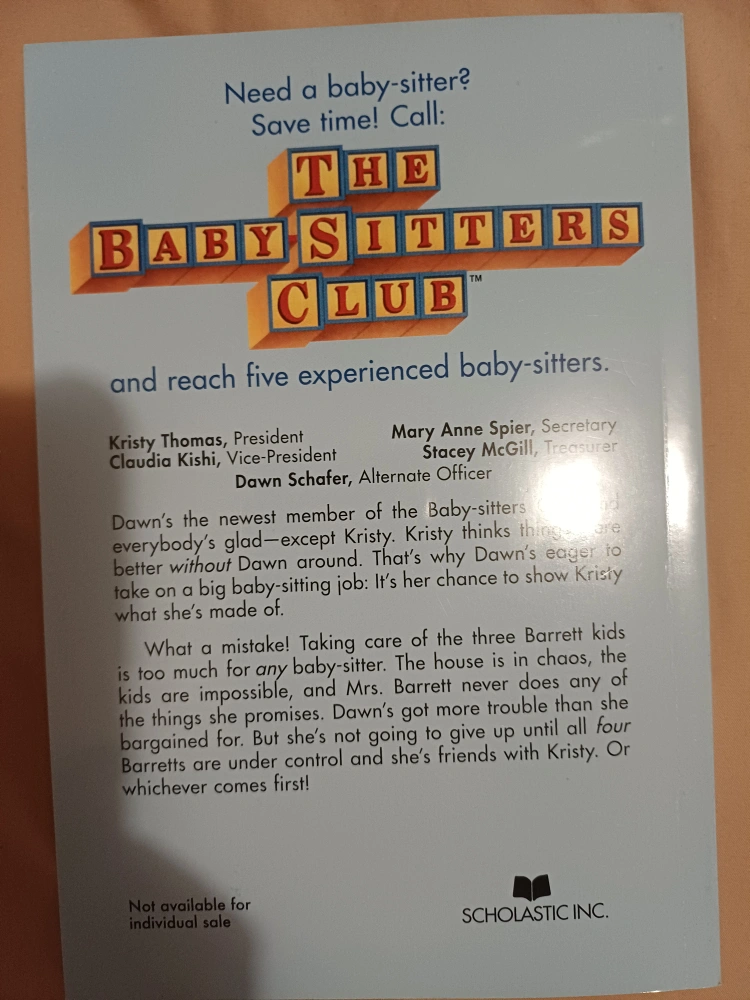 Need a baby-sitter?
Save time! Call:
THE
BABY-SITTERS
CLUB™
and reach five experienced baby-sitters.
Kristy Thomas, President
Mary Anne Spier, Secretary
Claudia Kishi, Vice-President
Stacey McGill, Treasurer
Dawn Schafer, Alternate Officer
Dawn's the newest member of the Baby-sitters
everybody's glad—except Kristy. Kristy thinks things are
better without Dawn around. That's why Dawn's eager to
take on a big baby-sitting job: It's her chance to show Kristy
what she's made of.
What a mistake! Taking care of the three Barrett kids
is too much for any baby-sitter. The house is in chaos, the
kids are impossible, and Mrs. Barrett never does any of
the things she promises. Dawn's got more trouble than she
bargained for. But she's not going to give up until all four
Barretts are under control and she's friends with Kristy. Or
whichever comes first!
Not available for
individual sale
SCHOLASTIC INC.